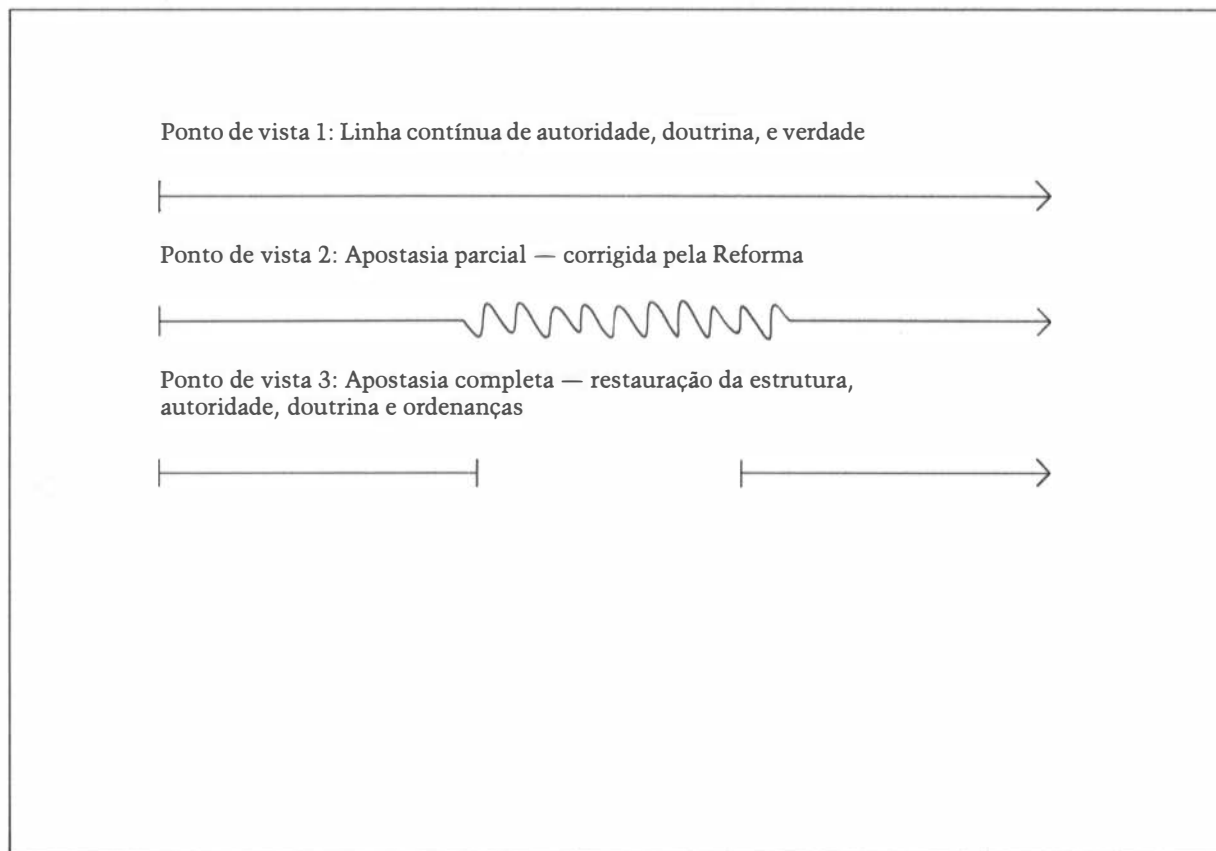 Ponto de vista 1: Linha contínua de autoridade, doutrina, e verdade
Ponto de vista 2: Apostasia parcial — corrigida pela Reforma
Ponto de vista 3: Apostasia completa — restauração da estrutura,
autoridade, doutrina e ordenanças